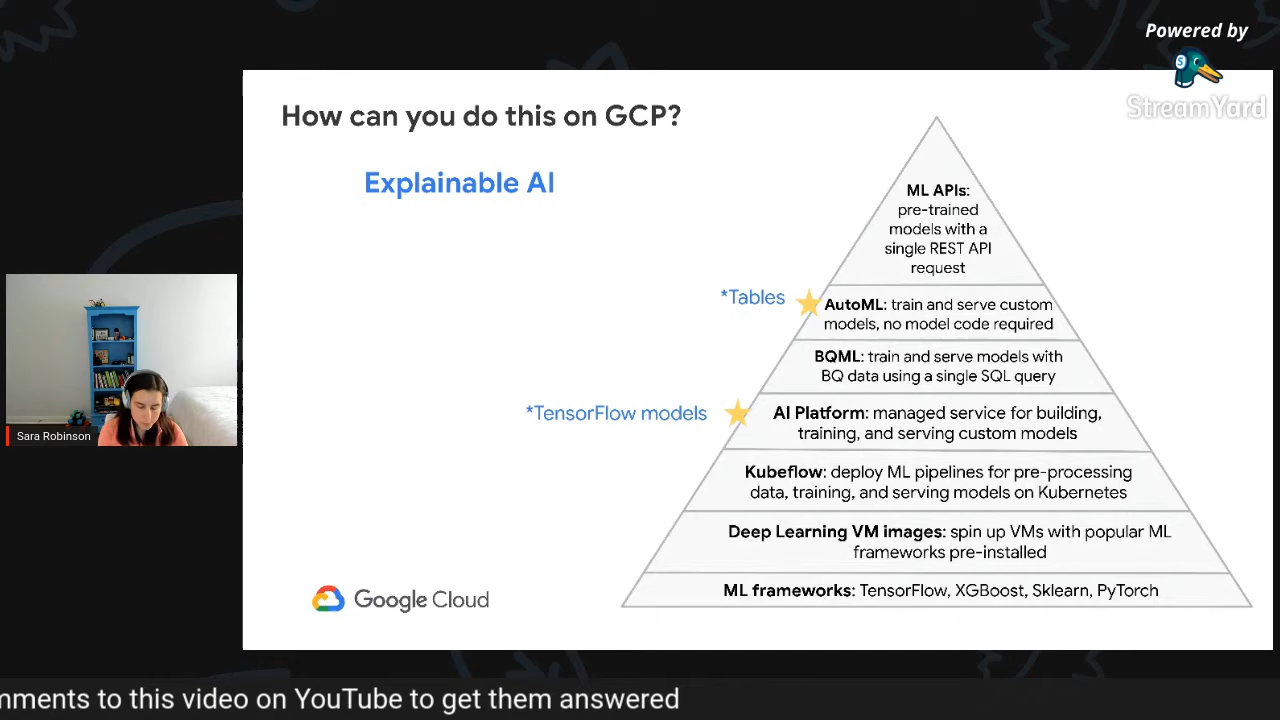 Powered by
StreamYard
How can you do this on GCP?
Explainable AI
ML APIs:
pre-trained
models with a
single REST API
request
*Tables
AutoML: train and serve custom
models, no model code required
BQML: train and serve models with
BQ data using a single SQL query
*TensorFlow models
AI Platform: managed service for building,
training, and serving custom models
Kubeflow: deploy ML pipelines for pre-processing
data, training, and serving models on Kubernetes
Deep Learning VM images: spin up VMs with popular ML
frameworks pre-installed
ML frameworks: TensorFlow, XGBoost, Sklearn, PyTorch
Google Cloud
Sara Robinson
mments to this video on YouTube to get them answered